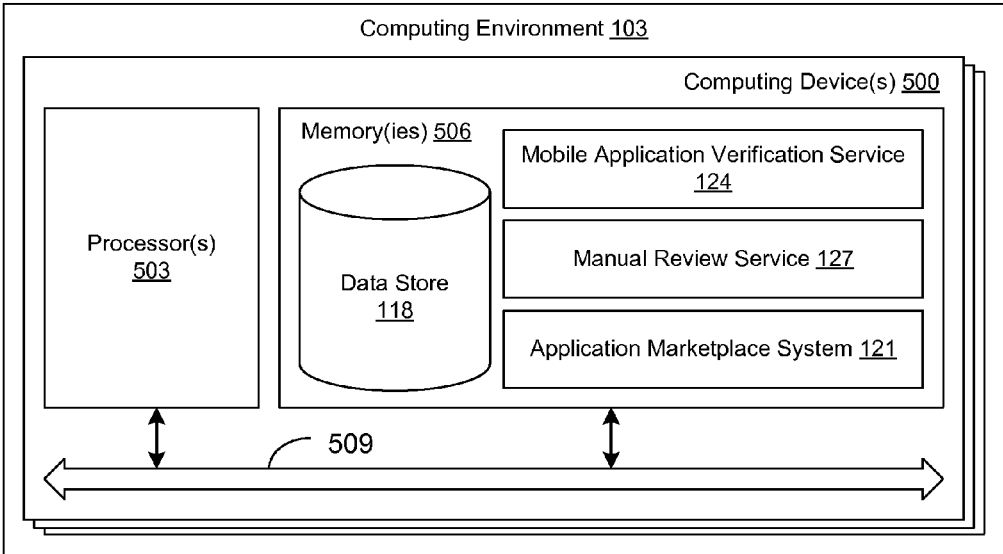 Computing Environment 103
Computing Device(s) 500
Processor(s)
503
Memory(ies) 506
Data Store
118
Mobile Application Verification Service
124
Manual Review Service 127
Application Marketplace System 121
509